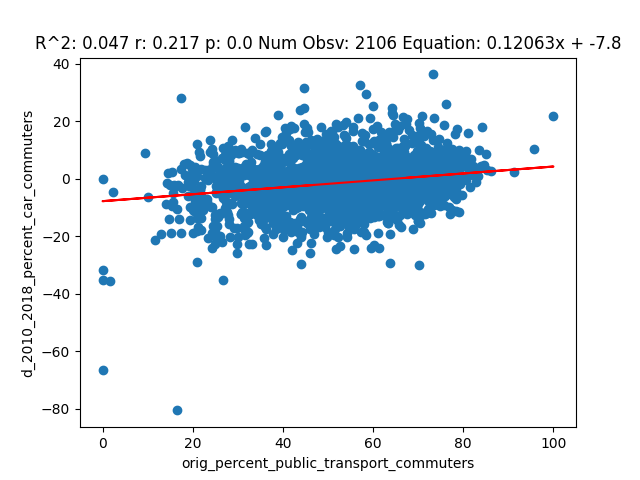 R^2: 0.047 r: 0.217 p: 0.0 Num Obsv: 2106 Equation: 0.12063x + -7.8
40
20
0
−20
−40
−60
−80
d_2010_2018_percent_car_commuters
0 20 40 60 80 100
orig_percent_public_transport_commuters